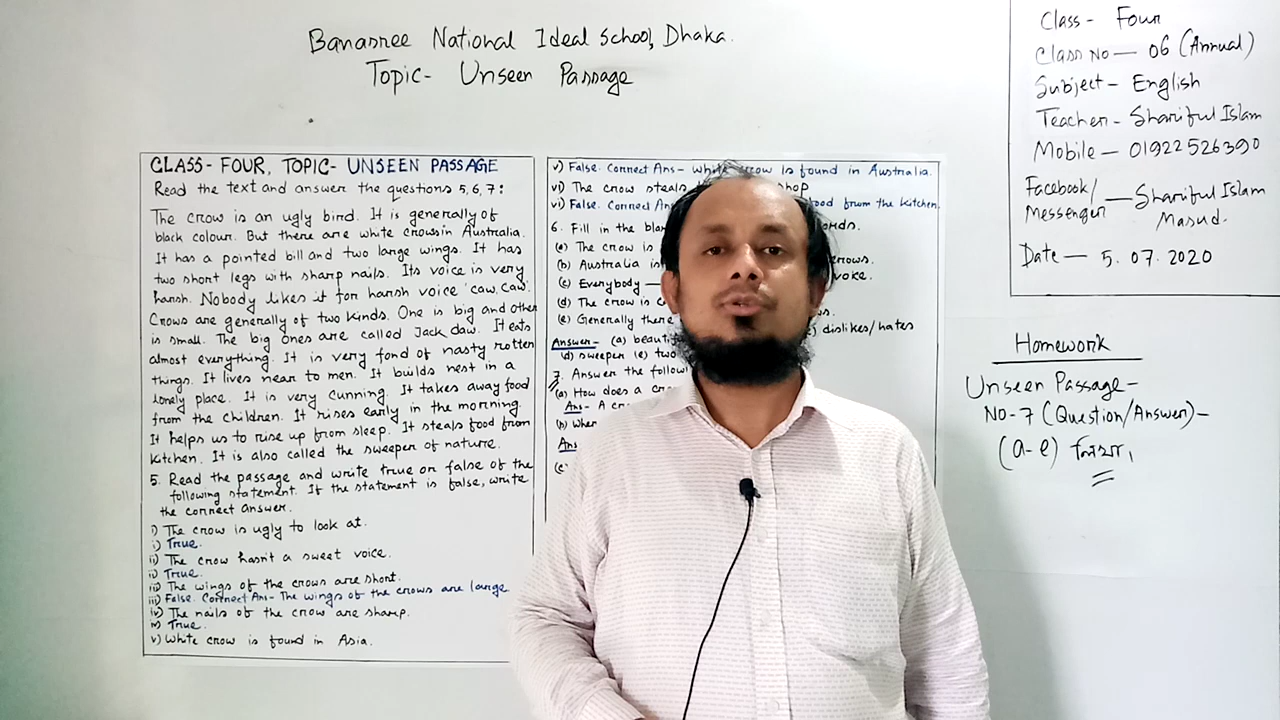 Banasree National Ideal School, Dhaka.
Topic- Unseen Passage
CLASS- FOUR, TOPIC- UNSEEN PASSAGE
Read the text and answer the questions 5, 6, 7:
The crow is an ugly bird. It is generally of
black colour. But there are white crows in Australia.
It has a pointed bill and two large wings. It has
two short legs with sharp nails. Its voice is very
harsh. Nobody likes it for harsh voice 'caw, caw.'
Crows are generally of two kinds. One is big and other
is small. The big ones are called Jack daw. It eats
almost everything. It is very fond of nasty rotten
things. It lives near to men. It builds nest in a
lonely place. It is very cunning. It takes away food
from the children. It rises early in the morning.
It helps us to rise up from sleep. It steals food from
kitchen. It is also called the sweeper of nature.
5. Read the passage and write true or false of the
following statement. If the statement is false, write
the correct answer.
i) The crow is ugly to look at.
i) True.
ii) The crow hasn't a sweet voice.
ii) True.
iii) The wings of the crows are short.
iii) False. Correct Ans- The wings of the crows are large
iv) The nails of the crow are sharp.
iv) True.
v) White crow is found in Asia.
v) False. Correct Ans- White crow is found in Australia.
vi) The crow steals shop
vi) False. Correct Ans food from the kitchen.
6. Fill in the
(a) The crow is
(b) Australia is crows.
(c) Everybody — voice.
(d) The crow is
(e) Generally there dislikes/hates
Answer- (a)
(d) sweeper (e) two
7. Answer the
(a) How does a
Ans- A
(b)
(c)
Class- Four
Class No — 06 (Annual)
Subject- English
Teacher- Shariful Islam
Mobile — 01922526390
Facebook/
Messenger — Shariful Islam
Masud.
Date — 5. 07. 2020
Homework
Unseen Passage-
No-7 (Question/Answer)-
(a-e)